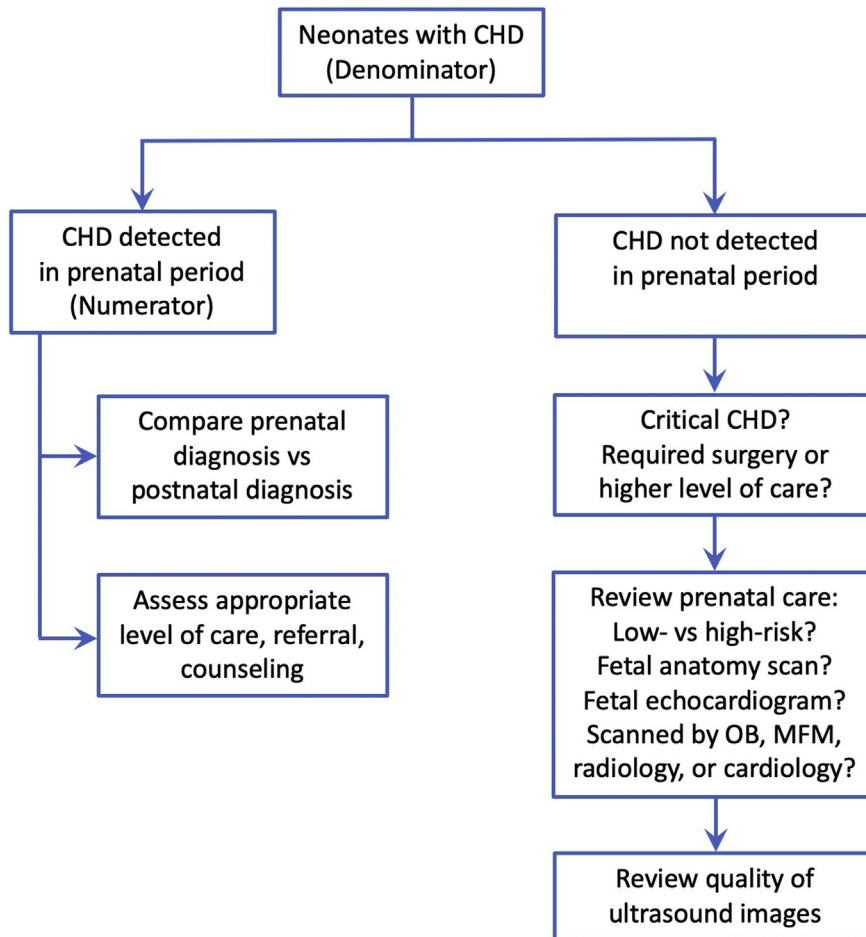 Neonates with CHD
(Denominator)
CHD detected
in prenatal period
(Numerator)
CHD not detected
in prenatal period
Compare prenatal
diagnosis vs
postnatal diagnosis
Assess appropriate
level of care, referral,
counseling
Critical CHD?
Required surgery or
higher level of care?
Review prenatal care:
Low- vs high-risk?
Fetal anatomy scan?
Fetal echocardiogram?
Scanned by OB, MFM,
radiology, or cardiology?
Review quality of
ultrasound images